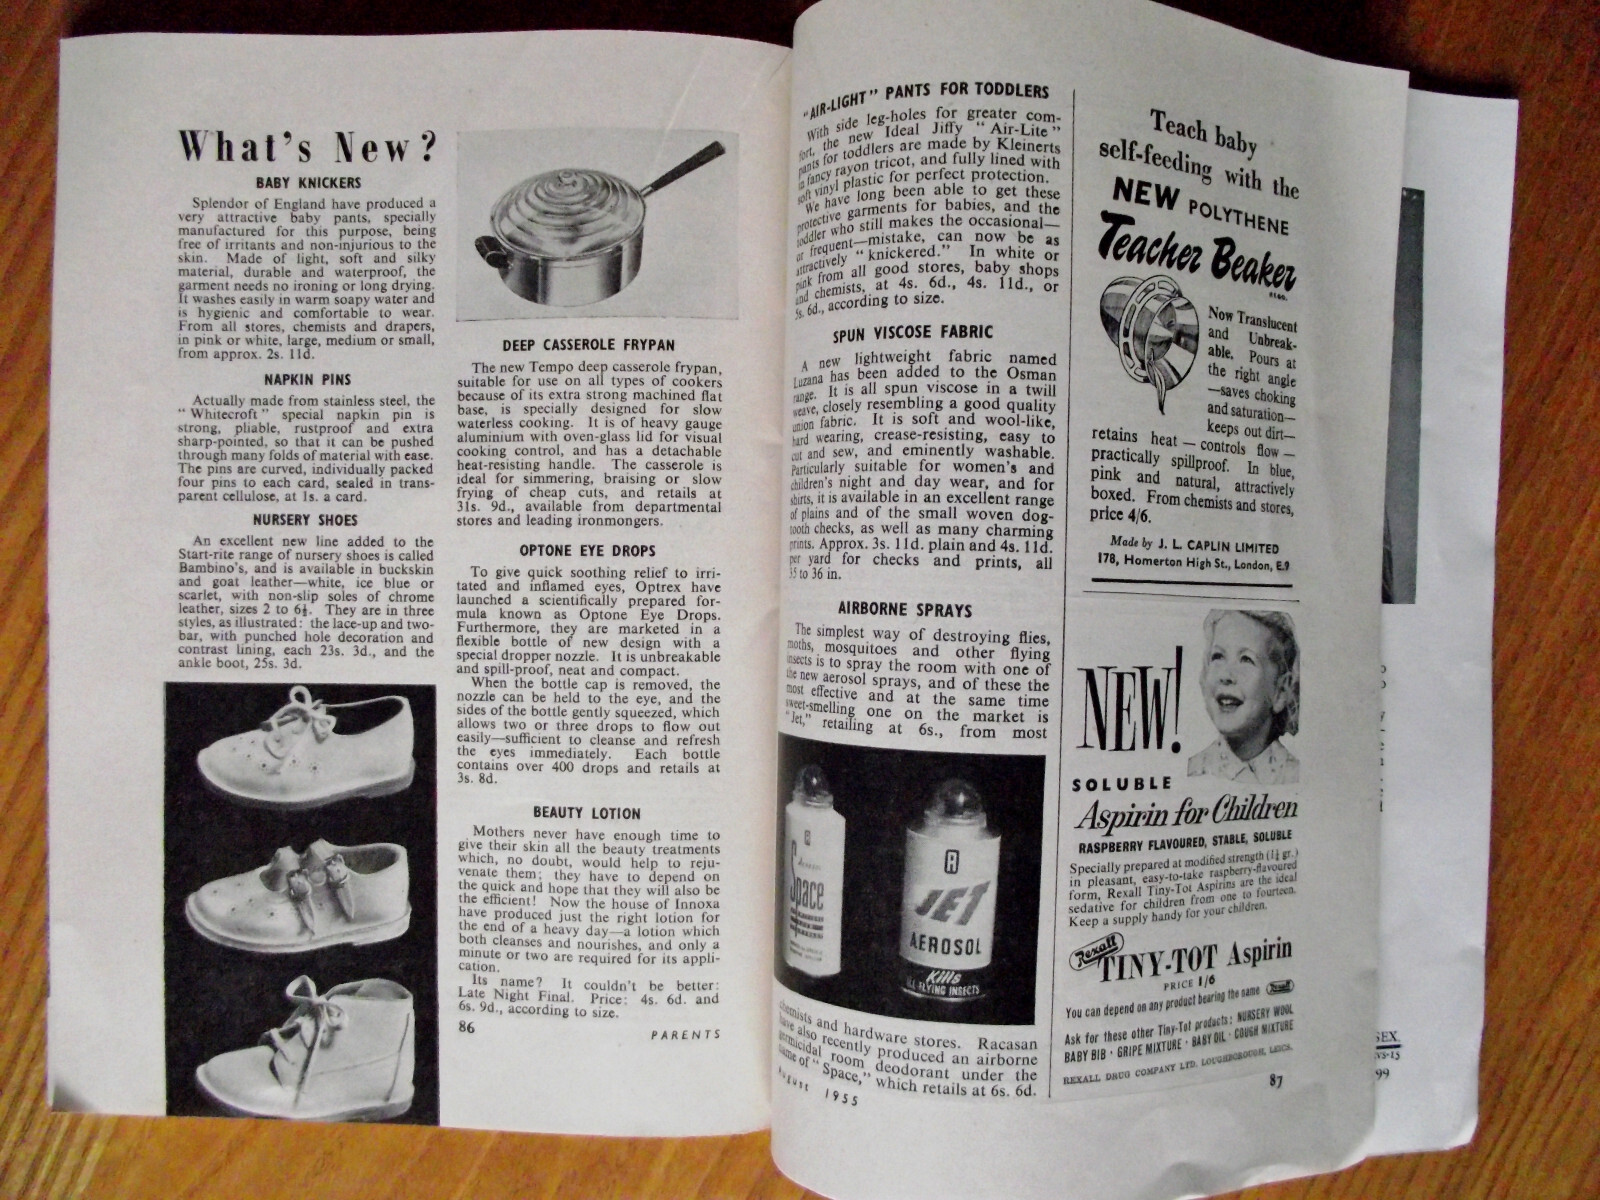 What's New?
BABY KNICKERS
Splendor of England have produced a
very attractive baby pants, specially
manufactured for this purpose, being
free of irritants and non-injurious to the
skin. Made of light, soft and silky
material, durable and waterproof, the
garment needs no ironing or long drying.
It washes easily in warm soapy water and
is hygienic and comfortable to wear.
From all stores, chemists and drapers,
in pink or white, large, medium or small,
from approx. 2s. 11d.
NAPKIN PINS
Actually made from stainless steel, the
"Whitecroft" special napkin pin is
strong, pliable, rustproof and extra
sharp-pointed, so that it can be pushed
through many folds of material with ease.
The pins are curved, individually packed
four pins to each card, sealed in trans-
parent cellulose, at 1s. a card.
NURSERY SHOES
An excellent new line added to the
Start-rite range of nursery shoes is called
Bambino's, and is available in buckskin
and goat leather—white, ice blue or
scarlet, with non-slip soles of chrome
leather, sizes 2 to 6½. They are in three
styles, as illustrated: the lace-up and two-
bar, with punched hole decoration and
contrast lining, each 23s. 3d., and the
ankle boot, 25s. 3d.
DEEP CASSEROLE FRYPAN
The new Tempo deep casserole frypan,
suitable for use on all types of cookers
because of its extra strong machined flat
base, is specially designed for slow
waterless cooking. It is of heavy gauge
aluminium with oven-glass lid for visual
cooking control, and has a detachable
heat-resisting handle. The casserole is
ideal for simmering, braising or slow
frying of cheap cuts, and retails at
31s. 9d., available from departmental
stores and leading ironmongers.
OPTONE EYE DROPS
To give quick soothing relief to irri-
tated and inflamed eyes, Optrex have
launched a scientifically prepared for-
mula known as Optone Eye Drops.
Furthermore, they are marketed in a
flexible bottle of new design with a
special dropper nozzle. It is unbreakable
and spill-proof, neat and compact.
When the bottle cap is removed, the
nozzle can be held to the eye, and the
sides of the bottle gently squeezed, which
allows two or three drops to flow out
easily—sufficient to cleanse and refresh
the eyes immediately. Each bottle
contains over 400 drops and retails at
3s. 8d.
BEAUTY LOTION
Mothers never have enough time to
give their skin all the beauty treatments
which, no doubt, would help to reju-
venate them; they have to depend on
the quick and hope that they will also be
the efficient! Now the house of Innoxa
have produced just the right lotion for
the end of a heavy day—a lotion which
both cleanses and nourishes, and only a
minute or two are required for its appli-
cation.
Its name? It couldn't be better:
Late Night Final. Price: 4s. 6d. and
6s. 9d., according to size.
86
PARENTS
"AIR-LIGHT" PANTS FOR TODDLERS
With side leg-holes for greater com-
fort, the new Ideal Jiffy "Air-Lite"
pants for toddlers are made by Kleinerts
in fancy rayon tricot, and fully lined with
soft vinyl plastic for perfect protection.
We have long been able to get these
protective garments for babies, and the
toddler who still makes the occasional—
or frequent—mistake, can now be as
attractively "knickered." In white or
pink from all good stores, baby shops
and chemists, at 4s. 6d., 4s. 11d., or
5s. 6d., according to size.
SPUN VISCOSE FABRIC
A new lightweight fabric named
Luzana has been added to the Osman
range. It is all spun viscose in a twill
weave, closely resembling a good quality
union fabric. It is soft and wool-like,
hard wearing, crease-resisting, easy to
cut and sew, and eminently washable.
Particularly suitable for women's and
children's night and day wear, and for
shirts, it is available in an excellent range
of plains and of the small woven dog-
tooth checks, as well as many charming
prints. Approx. 3s. 11d. plain and 4s. 11d.
per yard for checks and prints, all
35 to 36 in.
AIRBORNE SPRAYS
The simplest way of destroying flies,
moths, mosquitoes and other flying
insects is to spray the room with one of
the new aerosol sprays, and of these the
most effective and at the same time
sweet-smelling one on the market is
"Jet," retailing at 6s., from most
Space
JET
AEROSOL
Kills
ALL FLYING INSECTS
chemists and hardware stores. Racasan
have also recently produced an airborne
germicidal room deodorant under the
name of "Space," which retails at 6s. 6d.
AUGUST 1955
Teach baby
self-feeding with the
NEW POLYTHENE
Teacher Beaker
REGD.
Now Translucent
and Unbreak-
able. Pours at
the right angle
—saves choking
and saturation—
keeps out dirt—
retains heat — controls flow —
practically spillproof. In blue,
pink and natural, attractively
boxed. From chemists and stores,
price 4/6.
Made by J. L. CAPLIN LIMITED
178, Homerton High St., London, E.9
NEW!
SOLUBLE
Aspirin for Children
RASPBERRY FLAVOURED, STABLE, SOLUBLE
Specially prepared at modified strength (1¼ gr.)
in pleasant, easy-to-take raspberry-flavoured
form, Rexall Tiny-Tot Aspirins are the ideal
sedative for children from one to fourteen.
Keep a supply handy for your children.
Rexall
TINY-TOT Aspirin
PRICE 1/6
You can depend on any product bearing the name Rexall
Ask for these other Tiny-Tot products: NURSERY WOOL
BABY BIB · GRIPE MIXTURE · BABY OIL · COUGH MIXTURE
REXALL DRUG COMPANY LTD. LOUGHBOROUGH, LEICS.
87
99